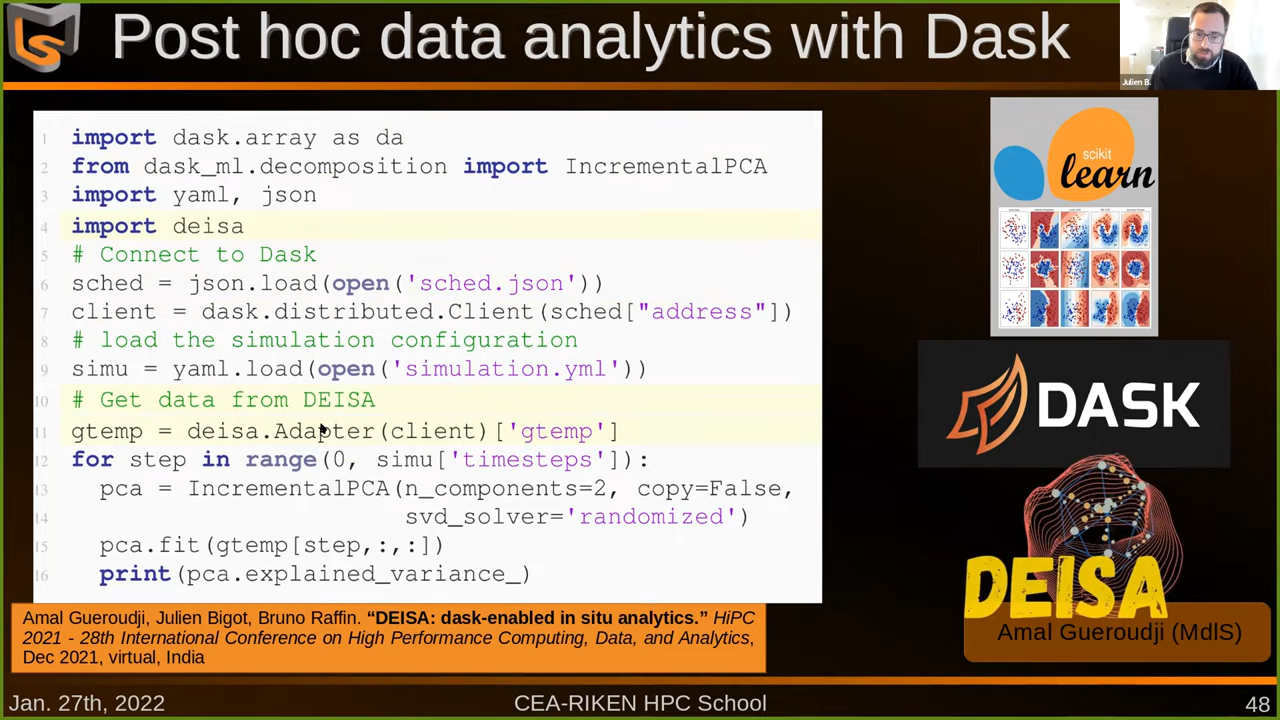 Post hoc data analytics with Dask
Julien B.
1 import dask.array as da
2 from dask_ml.decomposition import IncrementalPCA
3 import yaml, json
4 import deisa
5 # Connect to Dask
6 sched = json.load(open('sched.json'))
7 client = dask.distributed.Client(sched["address"])
8 # load the simulation configuration
9 simu = yaml.load(open('simulation.yml'))
10 # Get data from DEISA
11 gtemp = deisa.Adapter(client)['gtemp']
12 for step in range(0, simu['timesteps']):
13 pca = IncrementalPCA(n_components=2, copy=False,
14 svd_solver='randomized')
15 pca.fit(gtemp[step,:,:])
16 print(pca.explained_variance_)
scikit
learn
DASK
DEISA
Amal Gueroudji (MdlS)
Amal Gueroudji, Julien Bigot, Bruno Raffin. “DEISA: dask-enabled in situ analytics.” HiPC
2021 - 28th International Conference on High Performance Computing, Data, and Analytics,
Dec 2021, virtual, India
Jan. 27th, 2022
CEA-RIKEN HPC School
48